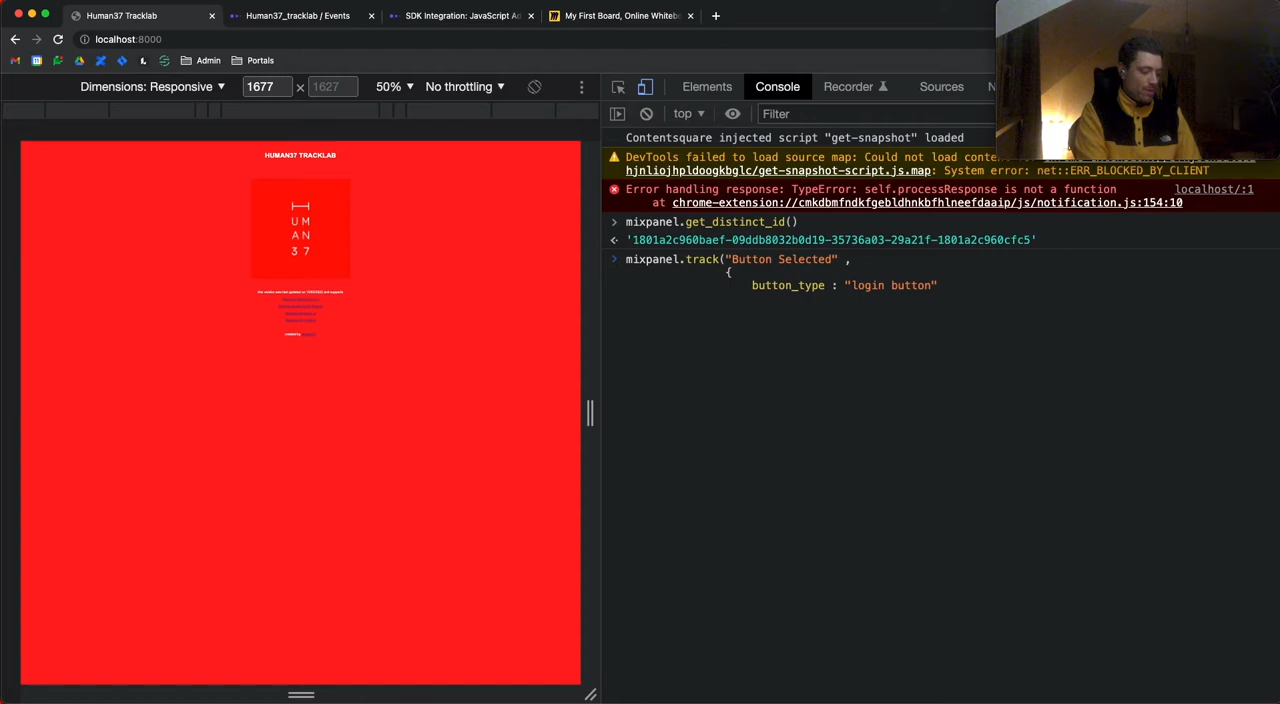 Human37 Tracklab
Human37_tracklab / Events
SDK Integration: JavaScript Ad
My First Board, Online Whitebo
localhost:8000
Admin
Portals
Dimensions: Responsive
1677
×
1627
50%
No throttling
Elements
Console
Recorder
Sources
N
top
Filter
HUMAN37 TRACKLAB
UM
AN
37
Contentsquare injected script "get-snapshot" loaded
DevTools failed to load source map: Could not load
hjnliojhpldoogkbglc/get-snapshot-script.js.map: System error: net::ERR_BLOCKED_BY_CLIENT
Error handling response: TypeError: self.processResponse is not a function
localhost/:1
at chrome-extension://cmkdbmfndkfgebldhnkbfhlneefdaaip/js/notification.js:154:10
mixpanel.get_distinct_id()
'1801a2c960baef-09ddb8032b0d19-35736a03-29a21f-1801a2c960cfc5'
mixpanel.track("Button Selected" ,
{
button_type : "login button"